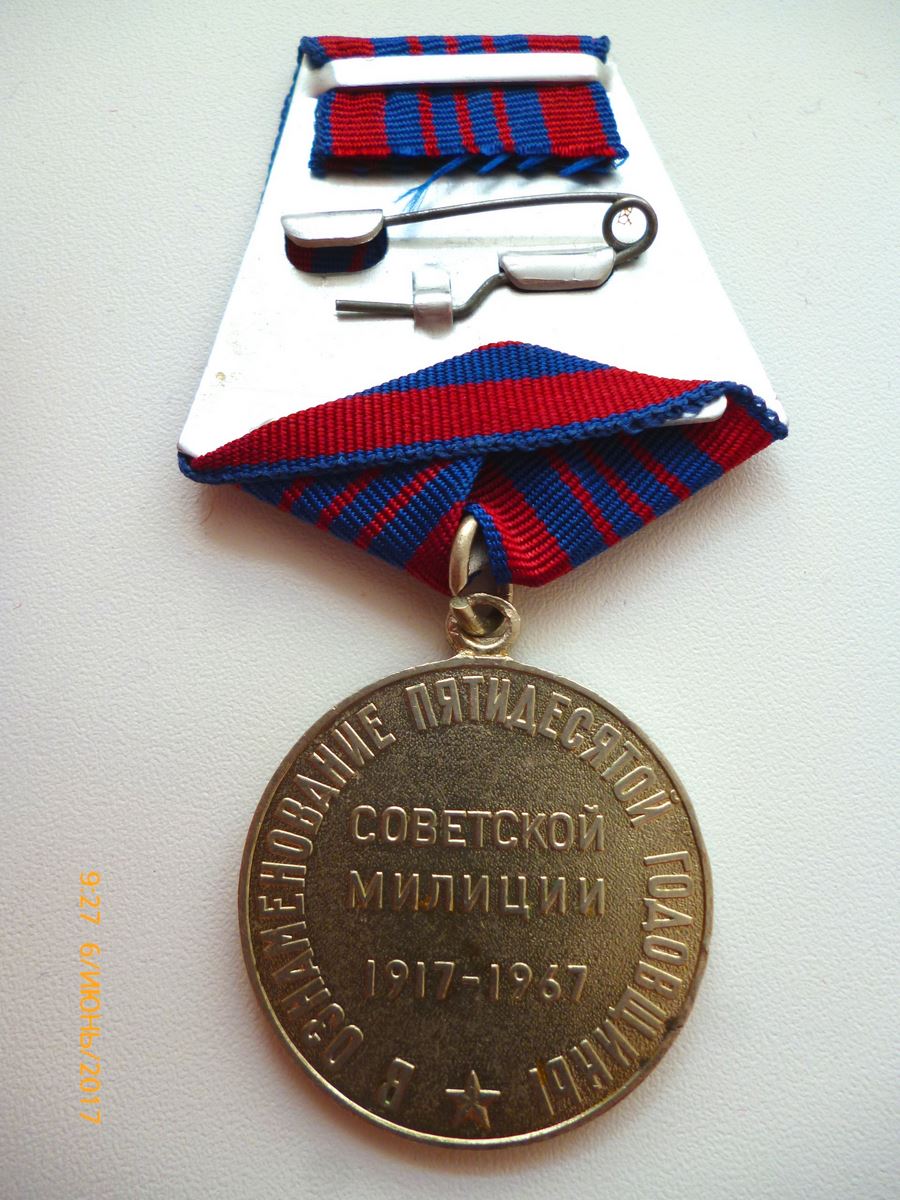 В ОЗНАМЕНОВАНИЕ ПЯТИДЕСЯТОЙ ГОДОВЩИНЫ
СОВЕТСКОЙ
МИЛИЦИИ
1917-1967
9:27 6/ИЮНЬ/2017